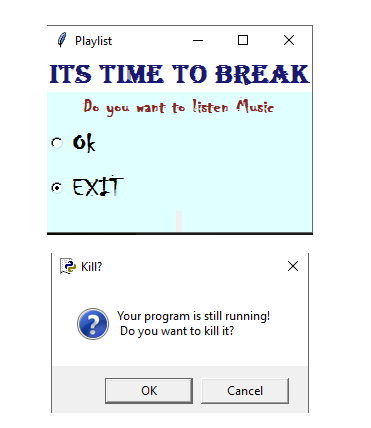 Playlist
ITS TIME TO BREAK
Do you want to listen Music
Ok
EXIT
Kill?
Your program is still running!
Do you want to kill it?
OK
Cancel